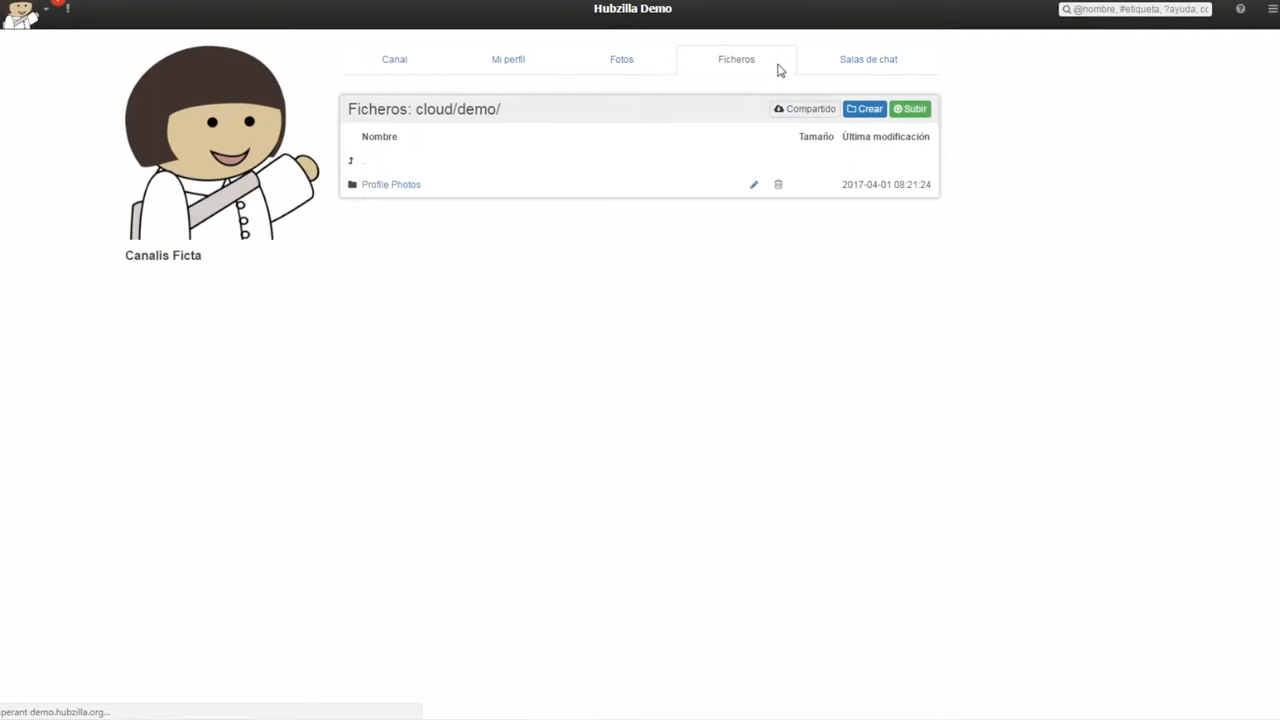 Hubzilla Demo
@nombre, #etiqueta, ?ayuda, cc
Canal
Mi perfil
Fotos
Ficheros
Salas de chat
Ficheros: cloud/demo/
Compartido
Crear
Subir
Nombre
Tamaño
Última modificación
..
Profile Photos
2017-04-01 08:21:24
Canalis Ficta
sperant demo.hubzilla.org...